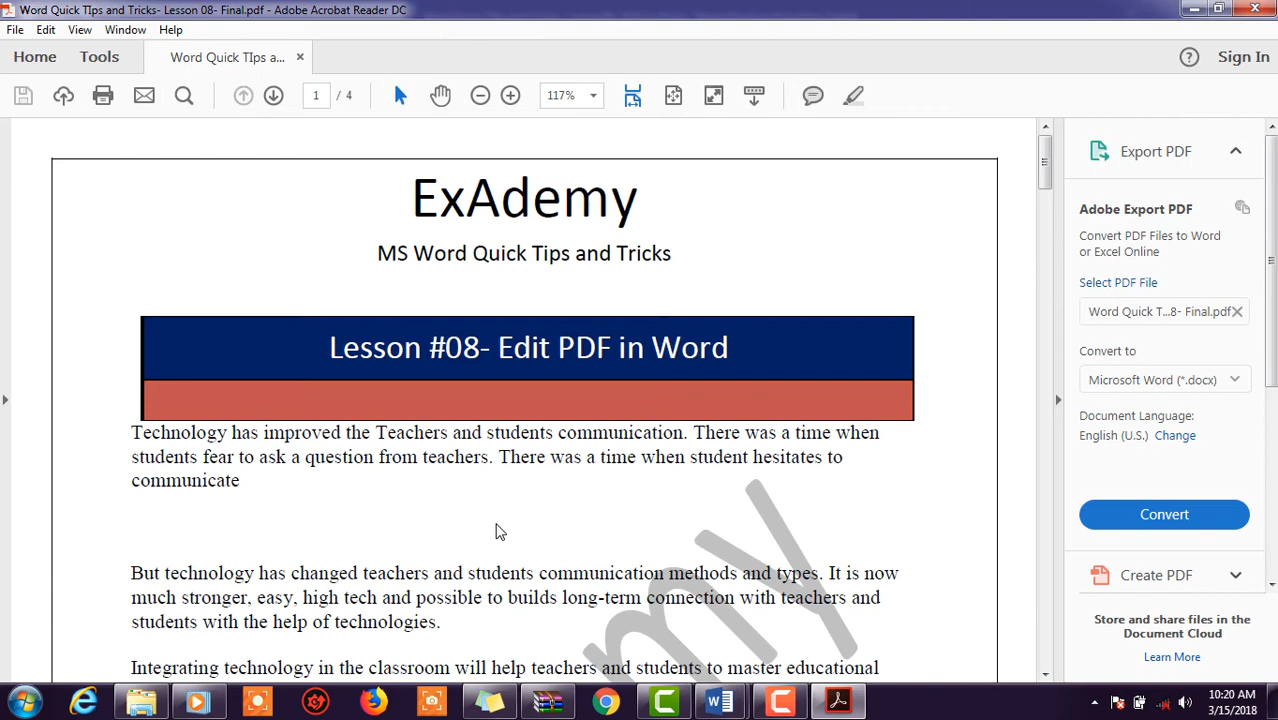 Word Quick TIps and Tricks- Lesson 08- Final.pdf - Adobe Acrobat Reader DC
File Edit View Window Help
Home Tools Word Quick TIps a... × ? Sign In
1 / 4 117%
ExAdemy
MS Word Quick Tips and Tricks
Lesson #08- Edit PDF in Word
Technology has improved the Teachers and students communication. There was a time when
students fear to ask a question from teachers. There was a time when student hesitates to
communicate
But technology has changed teachers and students communication methods and types. It is now
much stronger, easy, high tech and possible to builds long-term connection with teachers and
students with the help of technologies.
Integrating technology in the classroom will help teachers and students to master educational
my
Export PDF
Adobe Export PDF
Convert PDF Files to Word
or Excel Online
Select PDF File
Word Quick T...8- Final.pdf
Convert to
Microsoft Word (*.docx)
Document Language:
English (U.S.) Change
Convert
Create PDF
Store and share files in the
Document Cloud
Learn More
10:20 AM
3/15/2018